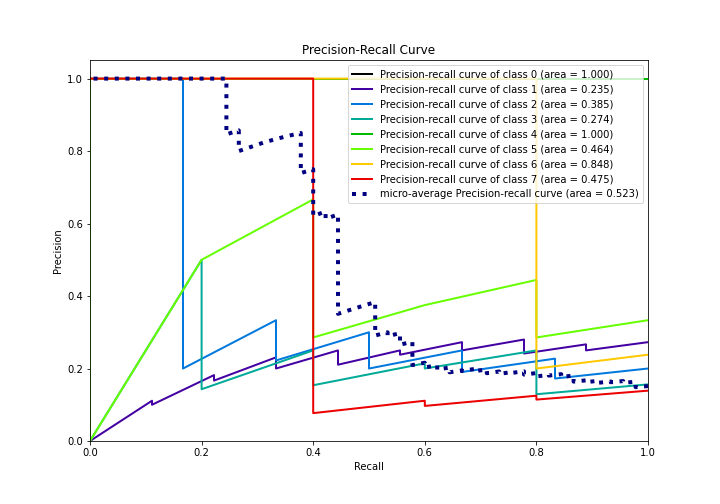 Precision-Recall Curve
Precision-recall curve of class 0 (area = 1.000)
Precision-recall curve of class 1 (area = 0.235)
Precision-recall curve of class 2 (area = 0.385)
Precision-recall curve of class 3 (area = 0.274)
Precision-recall curve of class 4 (area = 1.000)
Precision-recall curve of class 5 (area = 0.464)
Precision-recall curve of class 6 (area = 0.848)
Precision-recall curve of class 7 (area = 0.475)
micro-average Precision-recall curve (area = 0.523)
Precision
1.0
0.8
0.6
0.4
0.2
0.0
0.0 0.2 0.4 0.6 0.8 1.0
Recall